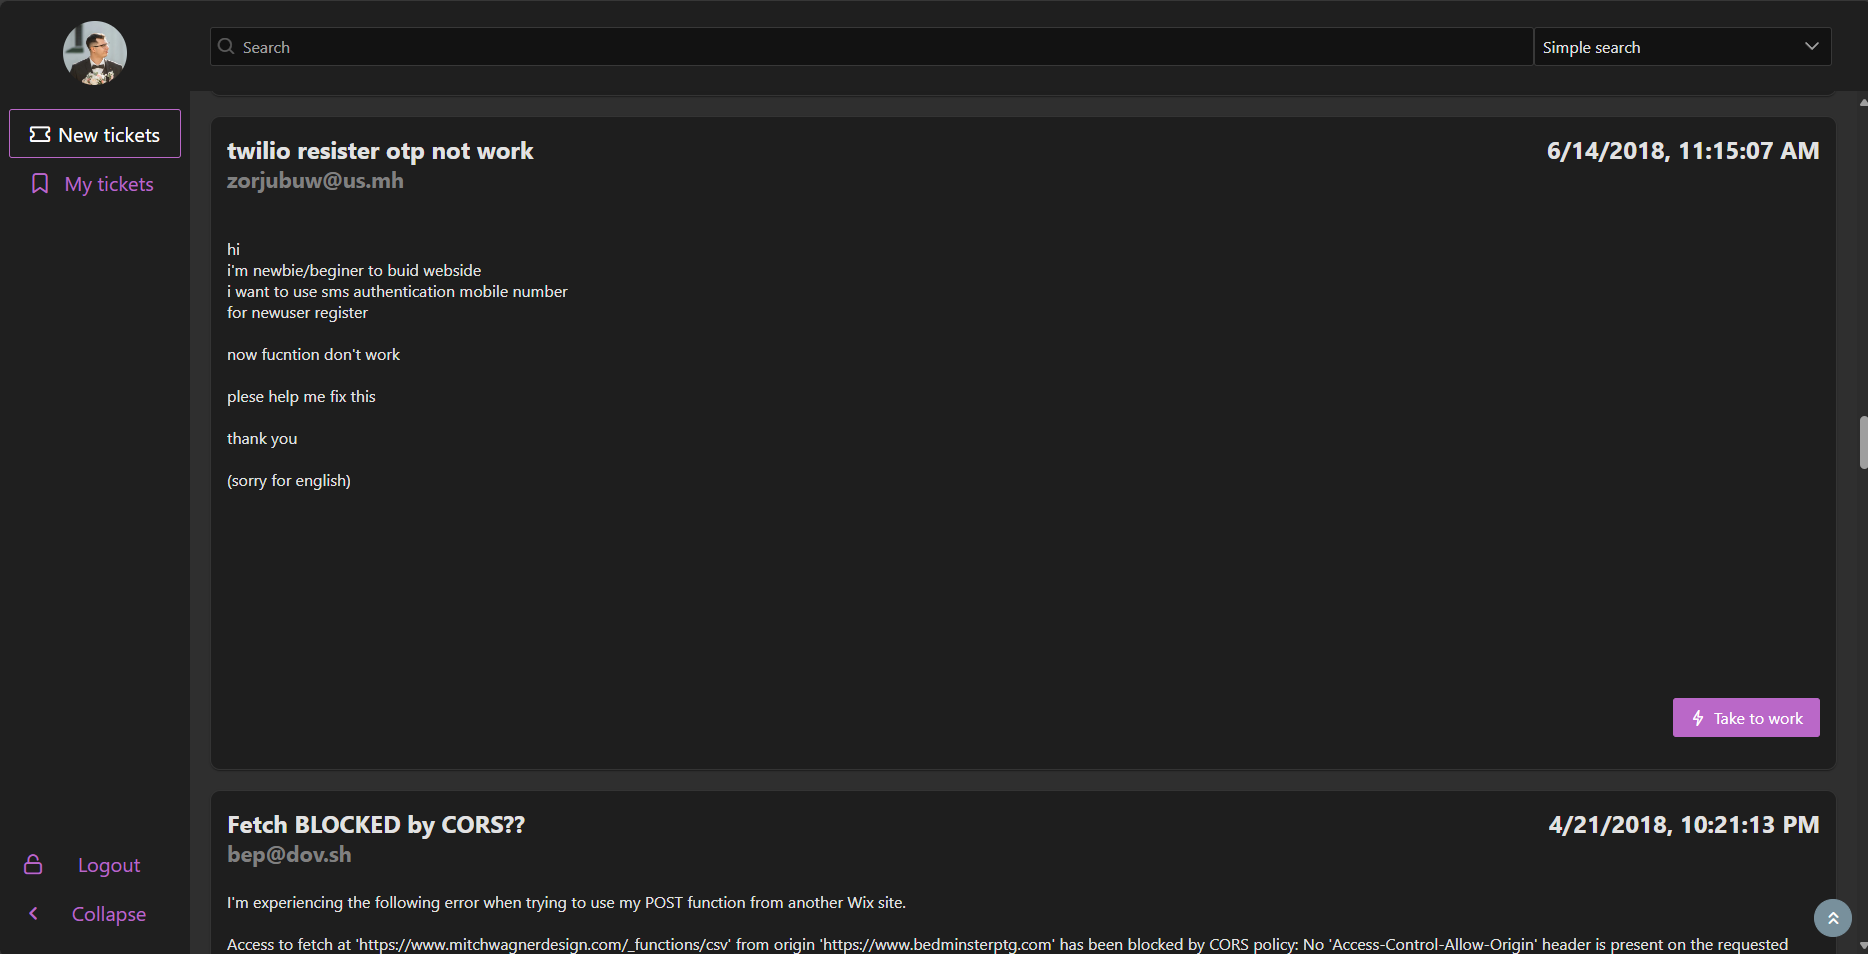 Search
Simple search
New tickets
My tickets
twilio resister otp not work
6/14/2018, 11:15:07 AM
zorjubuw@us.mh
hi
i'm newbie/beginer to buid webside
i want to use sms authentication mobile number
for newuser register
now fucntion don't work
plese help me fix this
thank you
(sorry for english)
Take to work
Fetch BLOCKED by CORS??
4/21/2018, 10:21:13 PM
bep@dov.sh
I'm experiencing the following error when trying to use my POST function from another Wix site.
Access to fetch at 'https://www.mitchwagnerdesign.com/_functions/csv' from origin 'https://www.bedminsterptg.com' has been blocked by CORS policy: No 'Access-Control-Allow-Origin' header is present on the requested
Logout
Collapse